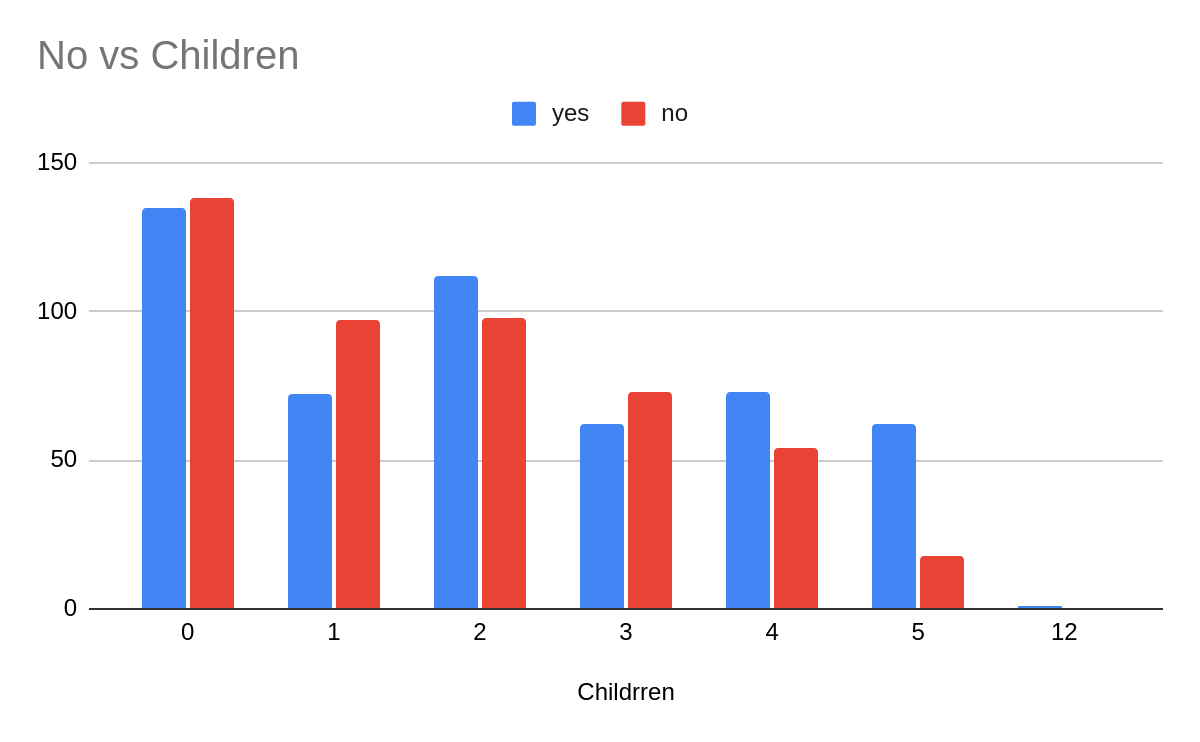 No vs Children
yes no
150
100
50
0
0 1 2 3 4 5 12
Childrren